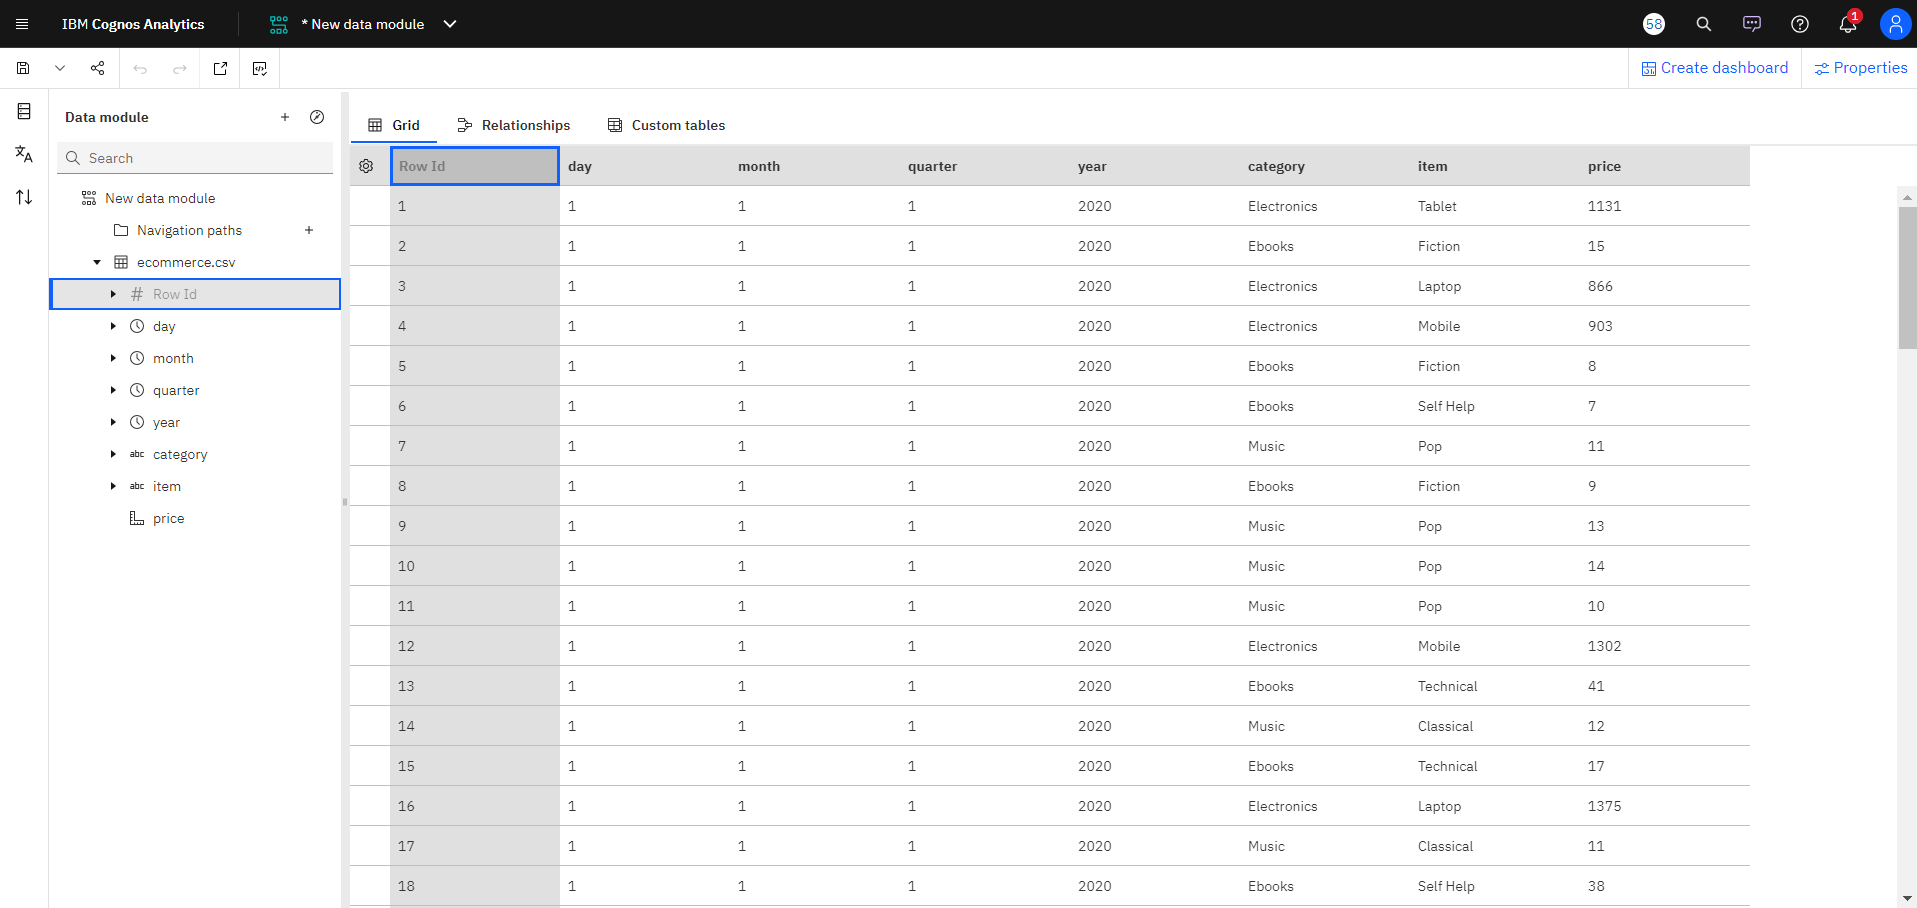 IBM Cognos Analytics
* New data module
58
1
Create dashboard
Properties
Data module
Search
New data module
Navigation paths
ecommerce.csv
# Row Id
day
month
quarter
year
abc category
abc item
price
Grid Relationships Custom tables
Row Id day month quarter year category item price
1 1 1 1 2020 Electronics Tablet 1131
2 1 1 1 2020 Ebooks Fiction 15
3 1 1 1 2020 Electronics Laptop 866
4 1 1 1 2020 Electronics Mobile 903
5 1 1 1 2020 Ebooks Fiction 8
6 1 1 1 2020 Ebooks Self Help 7
7 1 1 1 2020 Music Pop 11
8 1 1 1 2020 Ebooks Fiction 9
9 1 1 1 2020 Music Pop 13
10 1 1 1 2020 Music Pop 14
11 1 1 1 2020 Music Pop 10
12 1 1 1 2020 Electronics Mobile 1302
13 1 1 1 2020 Ebooks Technical 41
14 1 1 1 2020 Music Classical 12
15 1 1 1 2020 Ebooks Technical 17
16 1 1 1 2020 Electronics Laptop 1375
17 1 1 1 2020 Music Classical 11
18 1 1 1 2020 Ebooks Self Help 38